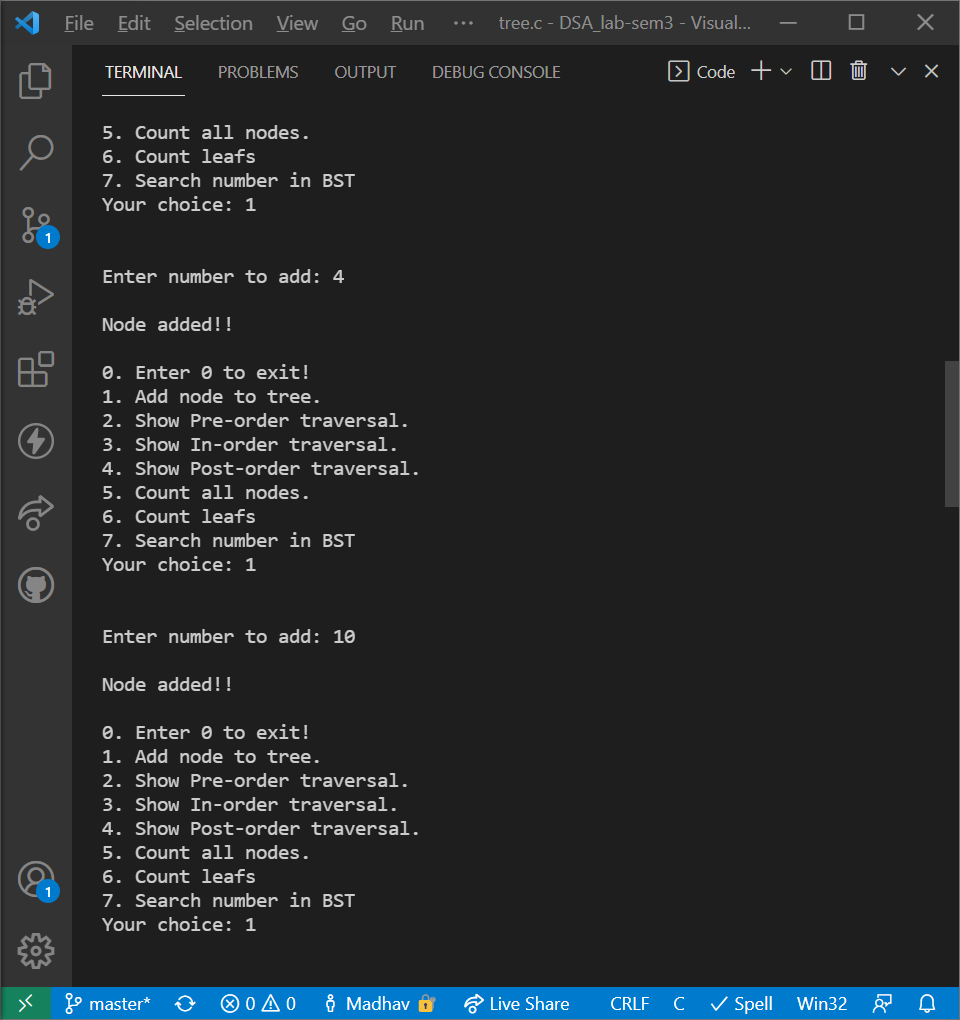 File Edit Selection View Go Run ··· tree.c - DSA_lab-sem3 - Visual...
TERMINAL PROBLEMS OUTPUT DEBUG CONSOLE Code
5. Count all nodes.
6. Count leafs
7. Search number in BST
Your choice: 1
Enter number to add: 4
Node added!!
0. Enter 0 to exit!
1. Add node to tree.
2. Show Pre-order traversal.
3. Show In-order traversal.
4. Show Post-order traversal.
5. Count all nodes.
6. Count leafs
7. Search number in BST
Your choice: 1
Enter number to add: 10
Node added!!
0. Enter 0 to exit!
1. Add node to tree.
2. Show Pre-order traversal.
3. Show In-order traversal.
4. Show Post-order traversal.
5. Count all nodes.
6. Count leafs
7. Search number in BST
Your choice: 1
1
1
master* 0 0 Madhav Live Share CRLF C Spell Win32